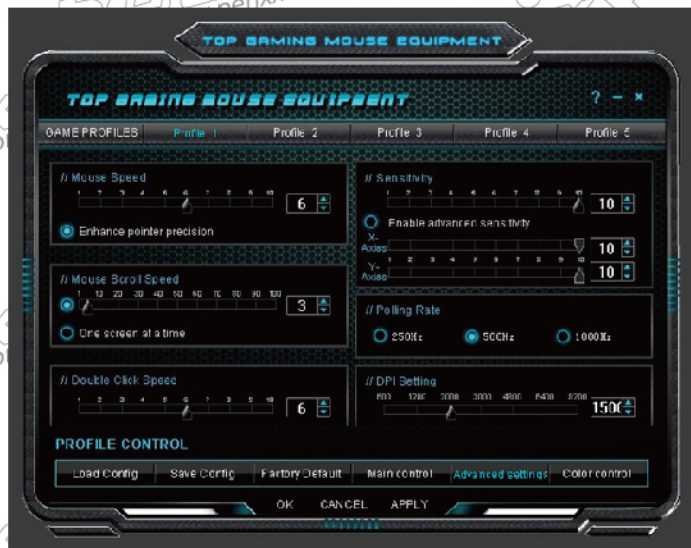 TOP GAMING MOUSE EQUIPMENT
TOP GAMING MOUSE EQUIPMENT
? - ×
GAME PROFILES Profile 1 Profile 2 Profile 3 Profile 4 Profile 5
// Mouse Speed
1 2 3 4 5 6 7 8 9 10
6
Enhance pointer precision
// Mouse Scroll Speed
1 10 20 30 40 50 60 70 80 90 100
3
One screen at a time
// Double Click Speed
1 2 3 4 5 6 7 8 9 10
6
// Sensitivity
1 2 3 4 5 6 7 8 9 10
10
Enable advanced sensitivity
X-Axies
10
1 2 3 4 5 6 7 8 9 10
Y-Axies
10
// Polling Rate
250Hz 500Hz 1000Hz
// DPI Setting
600 1200 2000 3000 4800 6400 8200
1500
PROFILE CONTROL
Load Config Save Config Factory Default Main control Advanced settings Color control
OK CANCEL APPLY